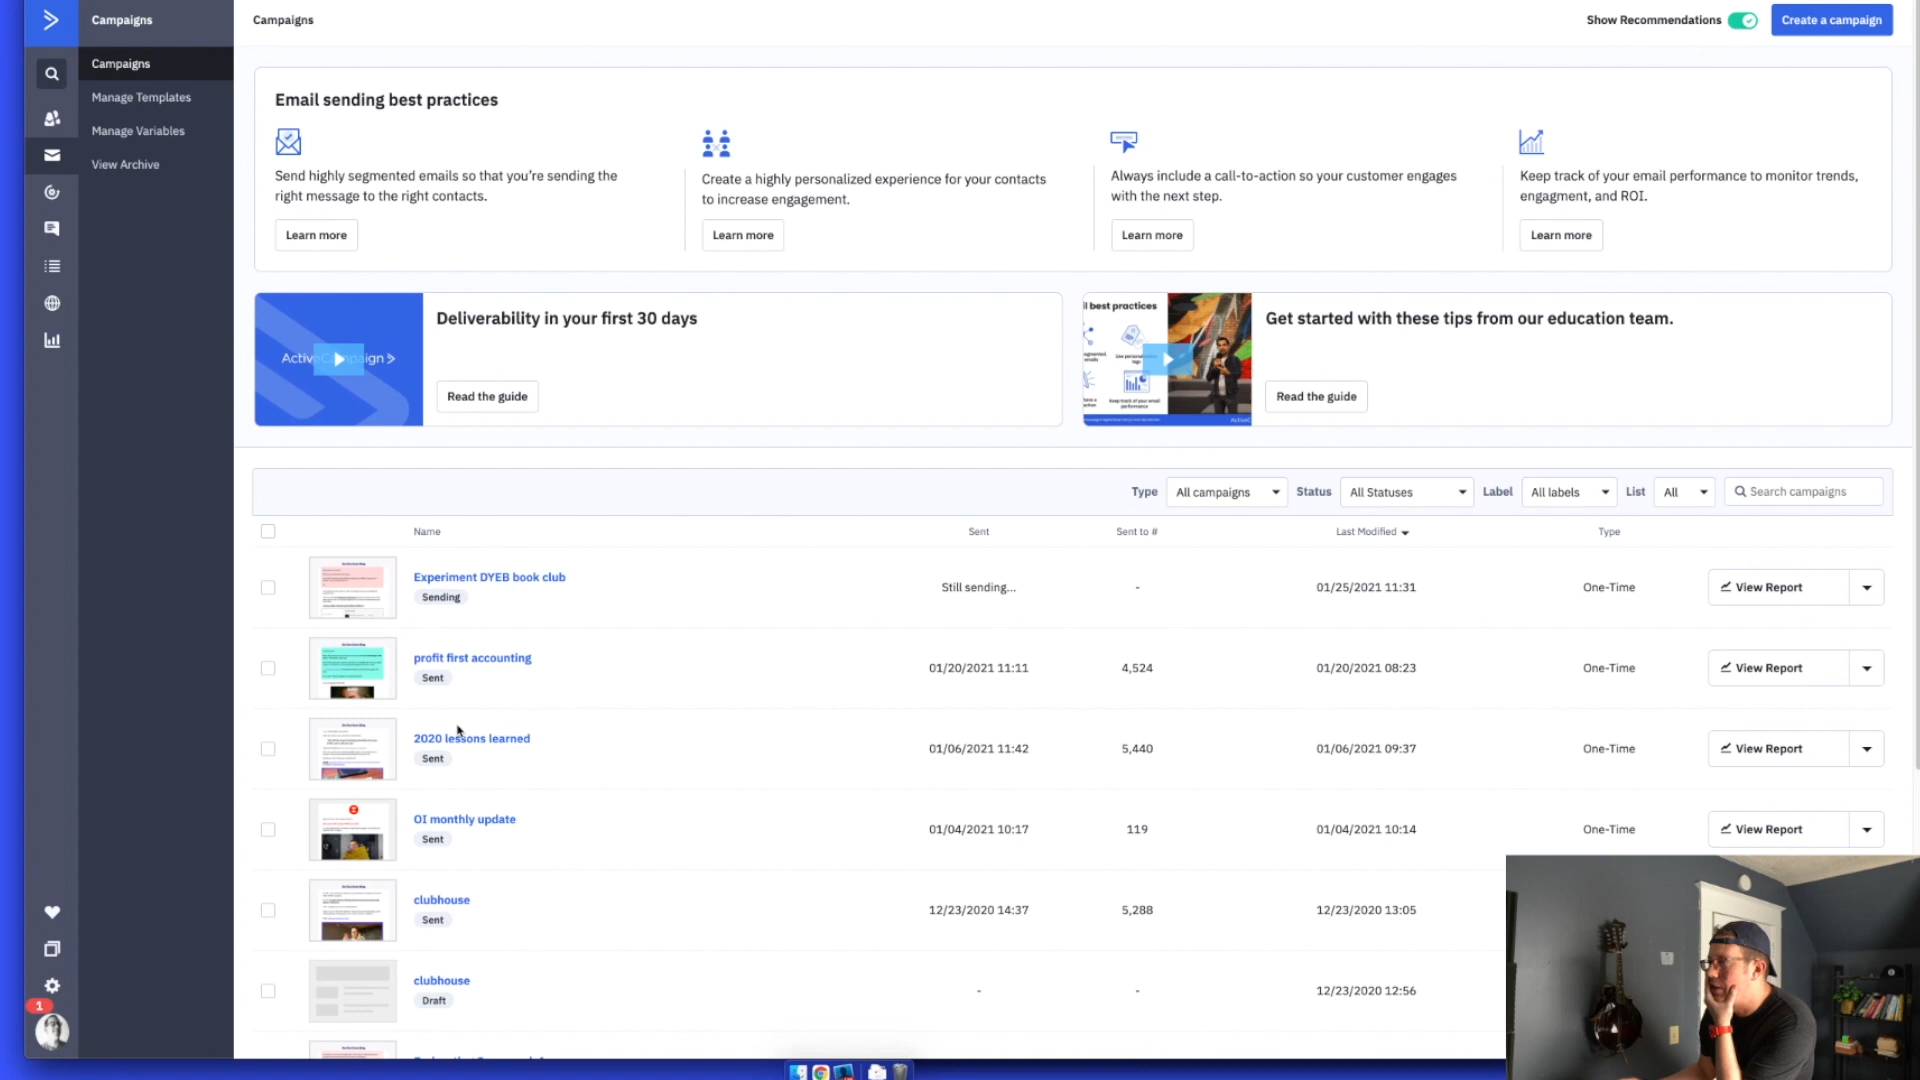 Campaigns
Campaigns
Show Recommendations
Create a campaign
Campaigns
Manage Templates
Manage Variables
View Archive
Email sending best practices
Send highly segmented emails so that you’re sending the
right message to the right contacts.
Learn more
Create a highly personalized experience for your contacts
to increase engagement.
Learn more
Always include a call-to-action so your customer engages
with the next step.
Learn more
Keep track of your email performance to monitor trends,
engagment, and ROI.
Learn more
Deliverability in your first 30 days
Read the guide
l best practices
Get started with these tips from our education team.
Read the guide
Type
All campaigns
Status
All Statuses
Label
All labels
List
All
Search campaigns
Name
Sent
Sent to #
Last Modified
Type
Experiment DYEB book club
Sending
Still sending...
-
01/25/2021 11:31
One-Time
View Report
profit first accounting
Sent
01/20/2021 11:11
4,524
01/20/2021 08:23
One-Time
View Report
2020 lessons learned
Sent
01/06/2021 11:42
5,440
01/06/2021 09:37
One-Time
View Report
OI monthly update
Sent
01/04/2021 10:17
119
01/04/2021 10:14
One-Time
View Report
clubhouse
Sent
12/23/2020 14:37
5,288
12/23/2020 13:05
clubhouse
Draft
-
-
12/23/2020 12:56
1